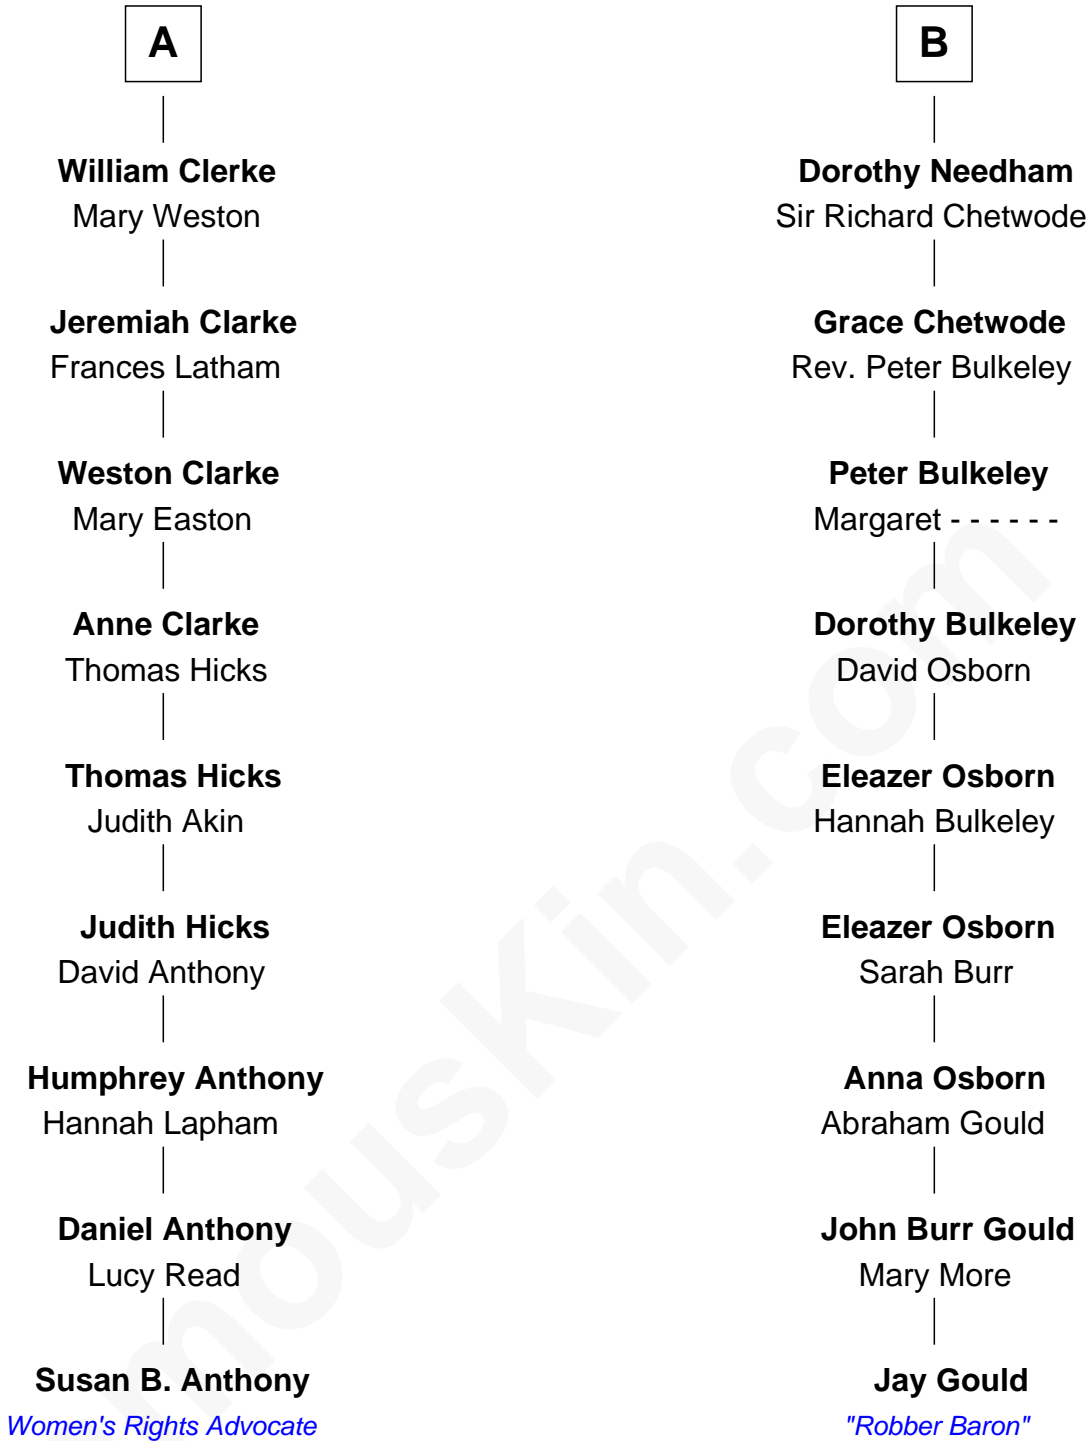 A
William Clerke
Mary Weston
Jeremiah Clarke
Frances Latham
Weston Clarke
Mary Easton
Anne Clarke
Thomas Hicks
Thomas Hicks
Judith Akin
Judith Hicks
David Anthony
Humphrey Anthony
Hannah Lapham
Daniel Anthony
Lucy Read
Susan B. Anthony
Women's Rights Advocate
B
Dorothy Needham
Sir Richard Chetwode
Grace Chetwode
Rev. Peter Bulkeley
Peter Bulkeley
Margaret - - - - - -
Dorothy Bulkeley
David Osborn
Eleazer Osborn
Hannah Bulkeley
Eleazer Osborn
Sarah Burr
Anna Osborn
Abraham Gould
John Burr Gould
Mary More
Jay Gould
"Robber Baron"
mousKin.com